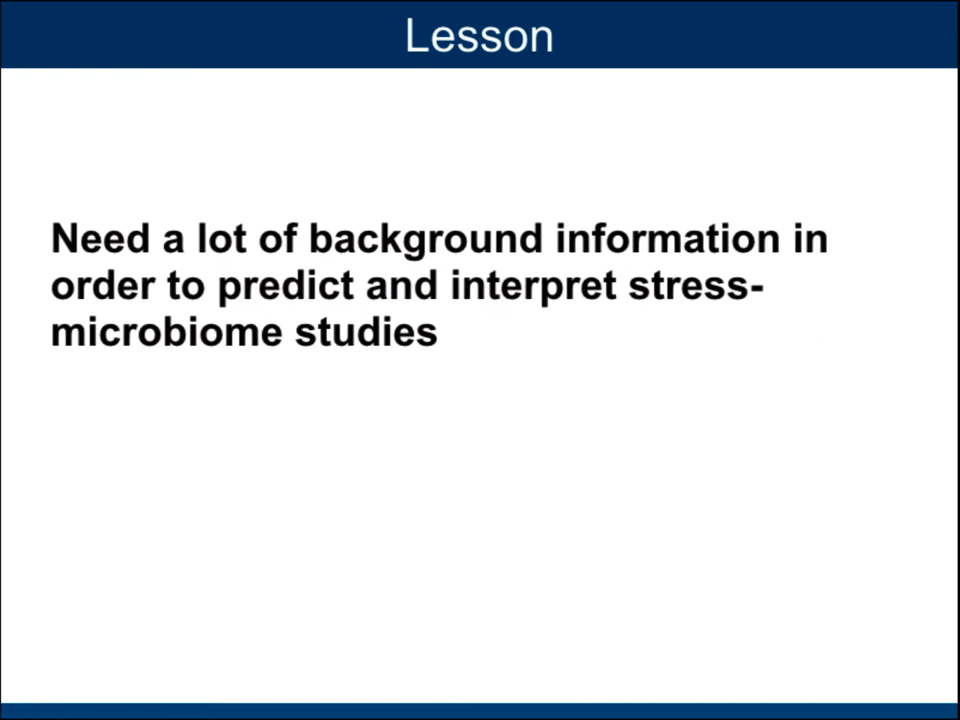 Lesson
Need a lot of background information in
order to predict and interpret stress-
microbiome studies